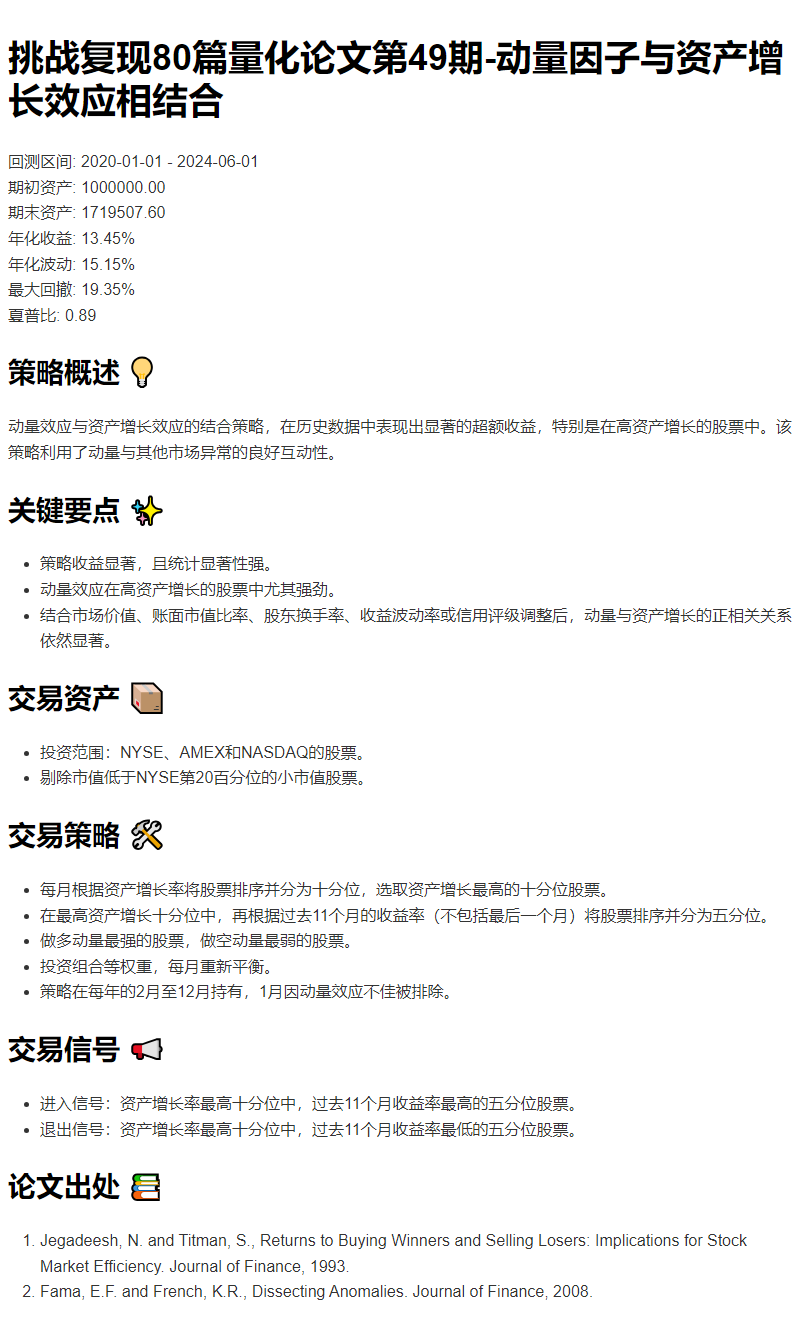 挑战复现80篇量化论文第49期-动量因子与资产增
长效应相结合
回测区间: 2020-01-01 - 2024-06-01
期初资产: 1000000.00
期末资产: 1719507.60
年化收益: 13.45%
年化波动: 15.15%
最大回撤: 19.35%
夏普比: 0.89
策略概述 💡
动量效应与资产增长效应的结合策略，在历史数据中表现出显著的超额收益，特别是在高资产增长的股票中。该
策略利用了动量与其他市场异常的良好互动性。
关键要点 ✨
• 策略收益显著，且统计显著性强。
• 动量效应在高资产增长的股票中尤其强劲。
• 结合市场价值、账面市值比率、股东换手率、收益波动率或信用评级调整后，动量与资产增长的正相关关系
依然显著。
交易资产 📦
• 投资范围：NYSE、AMEX和NASDAQ的股票。
• 剔除市值低于NYSE第20百分位的小市值股票。
交易策略 🛠
• 每月根据资产增长率将股票排序并分为十分位，选取资产增长最高的十分位股票。
• 在最高资产增长十分位中，再根据过去11个月的收益率（不包括最后一个月）将股票排序并分为五分位。
• 做多动量最强的股票，做空动量最弱的股票。
• 投资组合等权重，每月重新平衡。
• 策略在每年的2月至12月持有，1月因动量效应不佳被排除。
交易信号 📢
• 进入信号：资产增长率最高十分位中，过去11个月收益率最高的五分位股票。
• 退出信号：资产增长率最高十分位中，过去11个月收益率最低的五分位股票。
论文出处 📚
1. Jegadeesh, N. and Titman, S., Returns to Buying Winners and Selling Losers: Implications for Stock
Market Efficiency. Journal of Finance, 1993.
2. Fama, E.F. and French, K.R., Dissecting Anomalies. Journal of Finance, 2008.